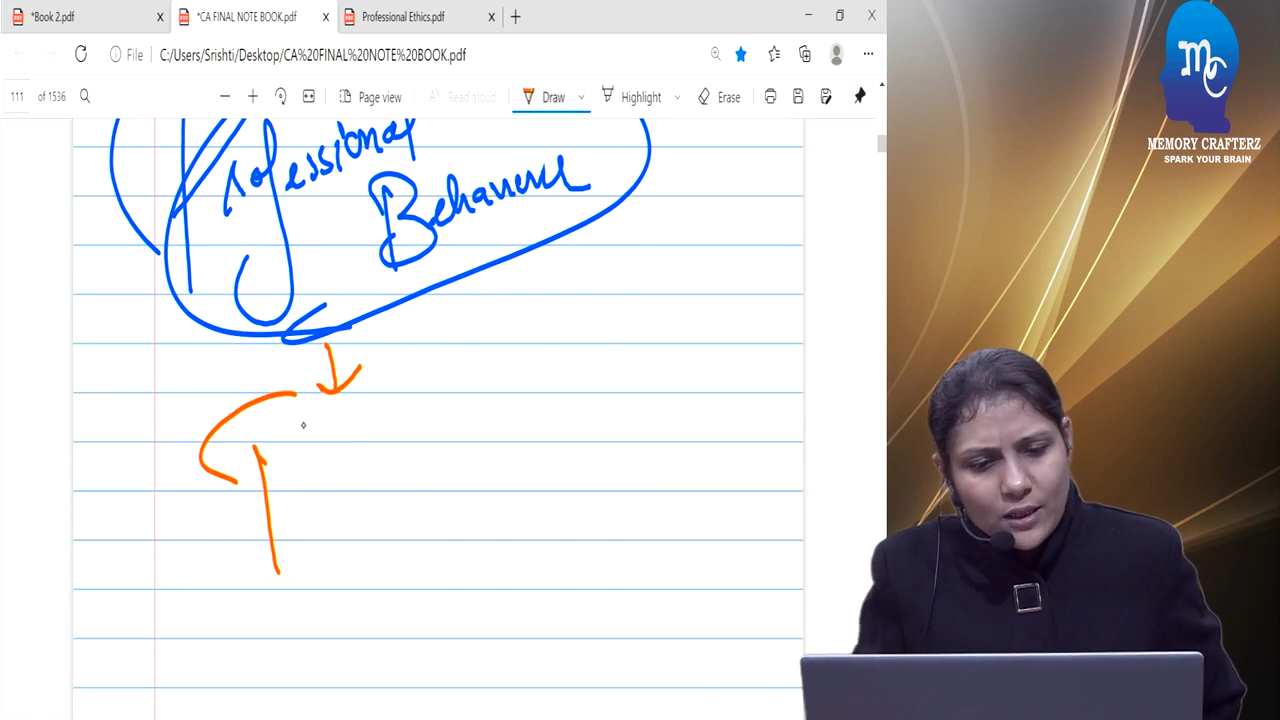 *Book 2.pdf
*CA FINAL NOTE BOOK.pdf
Professional Ethics.pdf
File
C:/Users/Srishti/Desktop/CA%20FINAL%20NOTE%20BOOK.pdf
111 of 1536
Page view
Read aloud
Draw
Highlight
Erase
Professional
Behaviour
MC
MEMORY CRAFTERZ
SPARK YOUR BRAIN